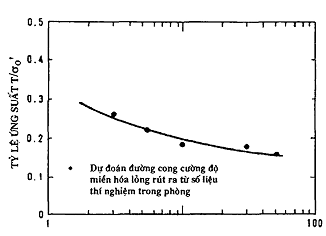 0.5
0.4
0.3
0.2
0.1
0
TỶ LỆ ỨNG SUẤT T/σ₀'
Dự đoán đường cong cường độ
miền hóa lỏng rút ra từ số liệu
thí nghiệm trong phòng
1
10
50
100